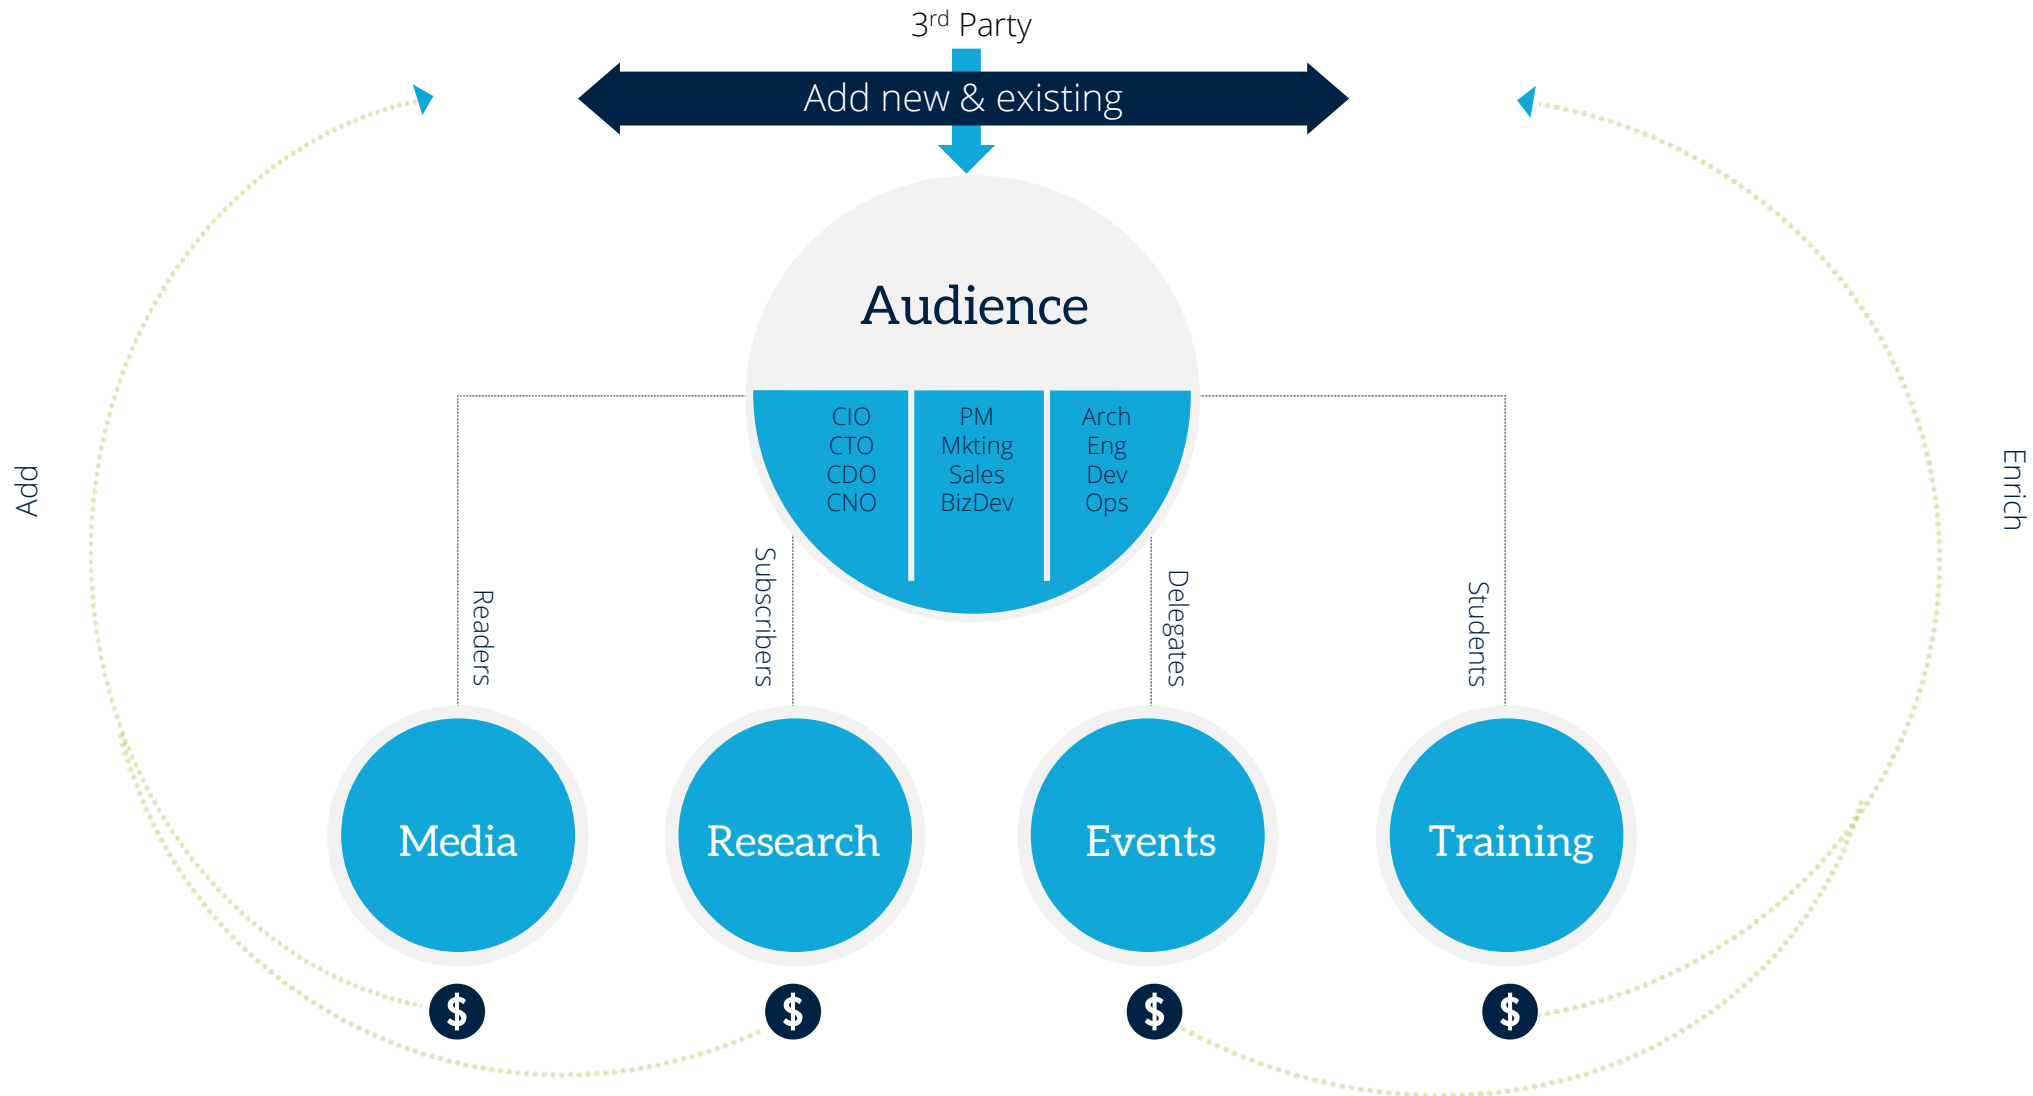 3rd Party
Add new & existing
Audience
CIO
CTO
CDO
CNO
PM
Mkting
Sales
BizDev
Arch
Eng
Dev
Ops
Add
Enrich
Readers
Subscribers
Delegates
Students
Media
Research
Events
Training
$
$
$
$